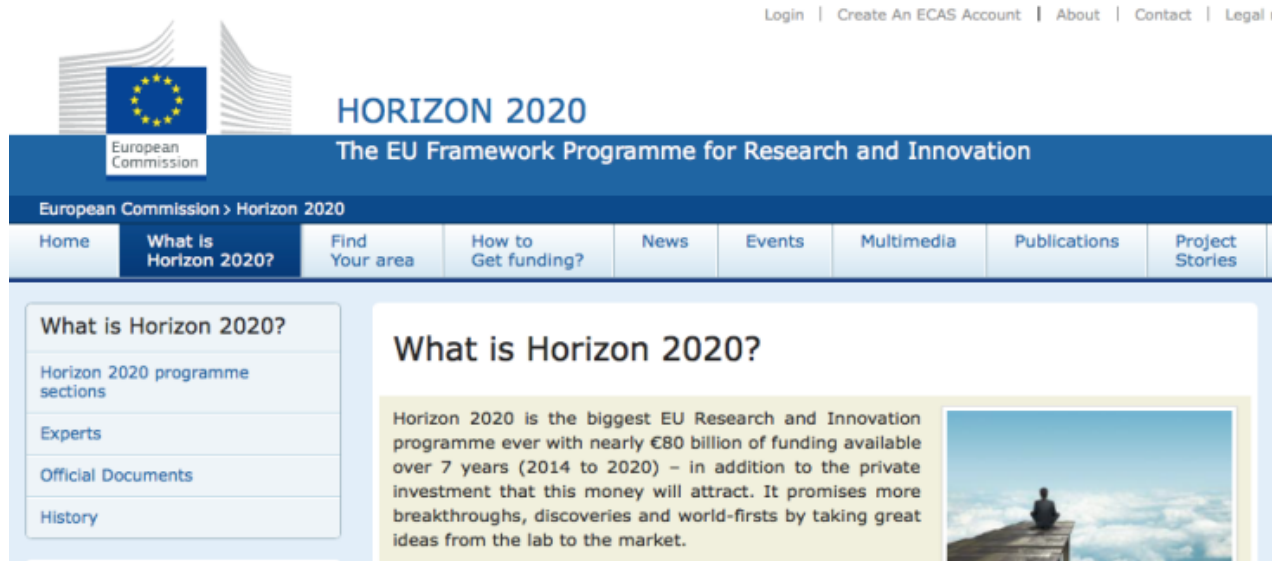 Login | Create An ECAS Account | About | Contact | Legal
HORIZON 2020
European
Commission
The EU Framework Programme for Research and Innovation
European Commission > Horizon 2020
Home
What is
Horizon 2020?
Find
Your area
How to
Get funding?
News
Events
Multimedia
Publications
Project
Stories
What is Horizon 2020?
Horizon 2020 programme
sections
Experts
Official Documents
History
What is Horizon 2020?
Horizon 2020 is the biggest EU Research and Innovation
programme ever with nearly €80 billion of funding available
over 7 years (2014 to 2020) – in addition to the private
investment that this money will attract. It promises more
breakthroughs, discoveries and world-firsts by taking great
ideas from the lab to the market.